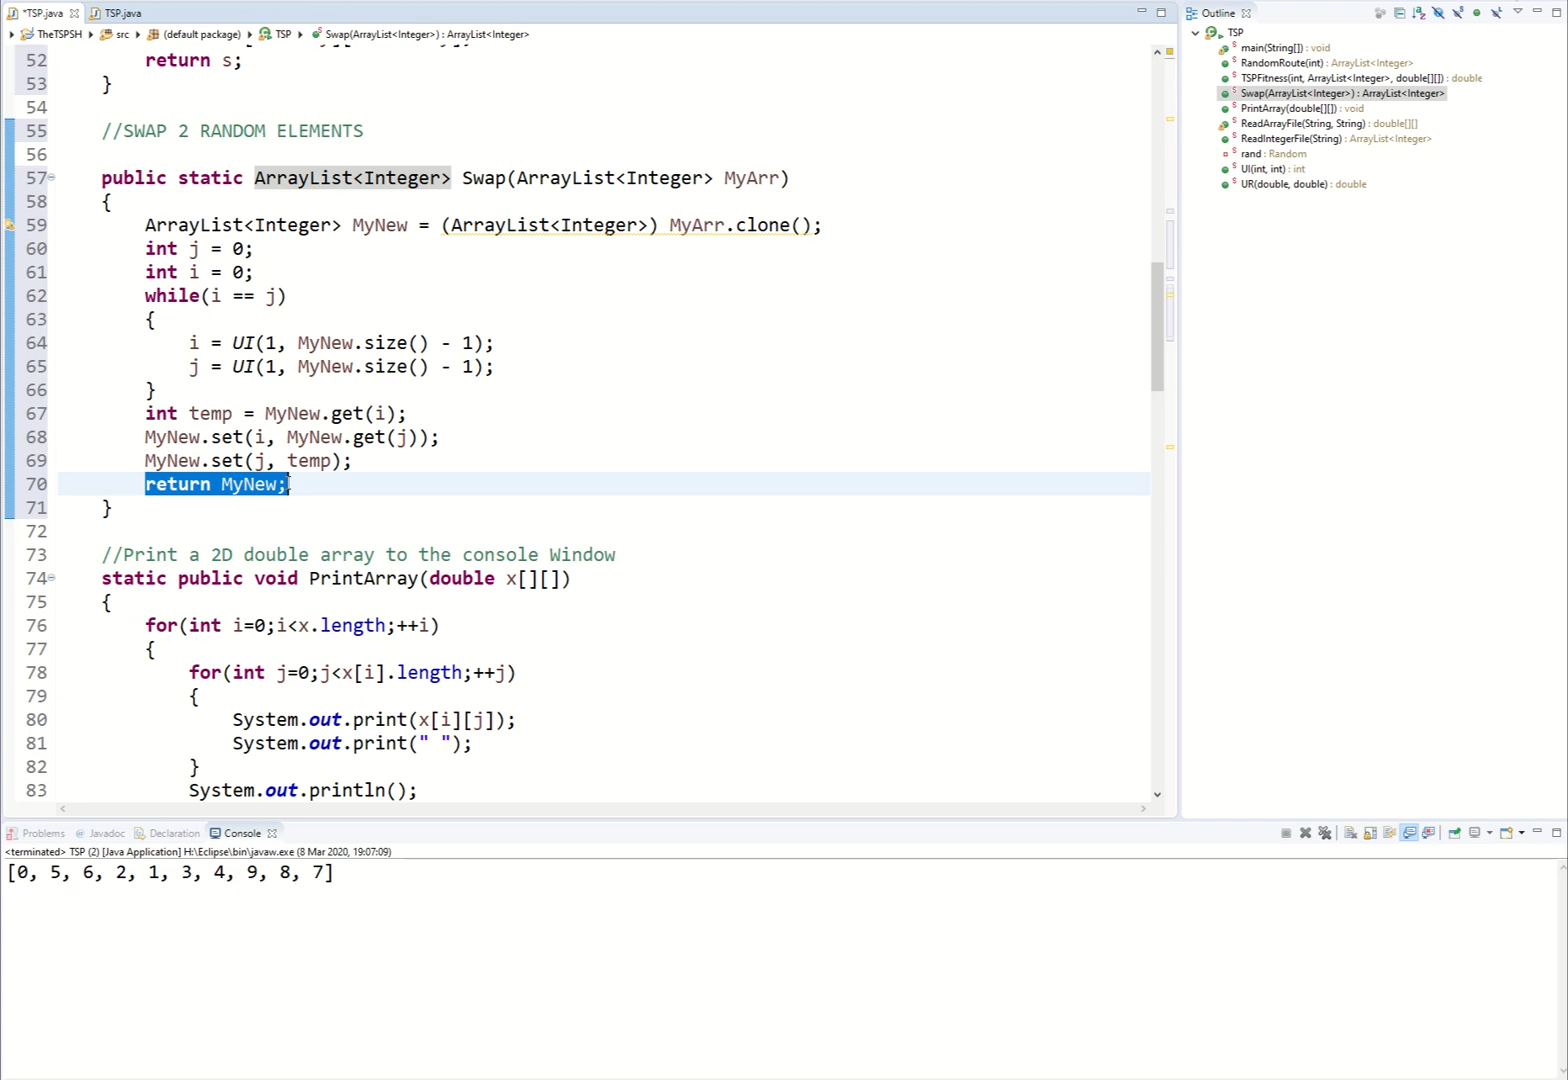 *TSP.java
TSP.java
TheTSPSH
src
(default package)
TSP
Swap(ArrayList<Integer>) : ArrayList<Integer>
52 return s;
53 }
54
55 //SWAP 2 RANDOM ELEMENTS
56
57 public static ArrayList<Integer> Swap(ArrayList<Integer> MyArr)
58 {
59 ArrayList<Integer> MyNew = (ArrayList<Integer>) MyArr.clone();
60 int j = 0;
61 int i = 0;
62 while(i == j)
63 {
64 i = UI(1, MyNew.size() - 1);
65 j = UI(1, MyNew.size() - 1);
66 }
67 int temp = MyNew.get(i);
68 MyNew.set(i, MyNew.get(j));
69 MyNew.set(j, temp);
70 return MyNew;
71 }
72
73 //Print a 2D double array to the console Window
74 static public void PrintArray(double x[][])
75 {
76 for(int i=0;i<x.length;++i)
77 {
78 for(int j=0;j<x[i].length;++j)
79 {
80 System.out.print(x[i][j]);
81 System.out.print(" ");
82 }
83 System.out.println();
Outline
TSP
main(String[]) : void
RandomRoute(int) : ArrayList<Integer>
TSPFitness(int, ArrayList<Integer>, double[][]) : double
Swap(ArrayList<Integer>) : ArrayList<Integer>
PrintArray(double[][]) : void
ReadArrayFile(String, String) : double[][]
ReadIntegerFile(String) : ArrayList<Integer>
rand : Random
UI(int, int) : int
UR(double, double) : double
Problems
Javadoc
Declaration
Console
<terminated> TSP (2) [Java Application] H:\Eclipse\bin\javaw.exe (8 Mar 2020, 19:07:09)
[0, 5, 6, 2, 1, 3, 4, 9, 8, 7]